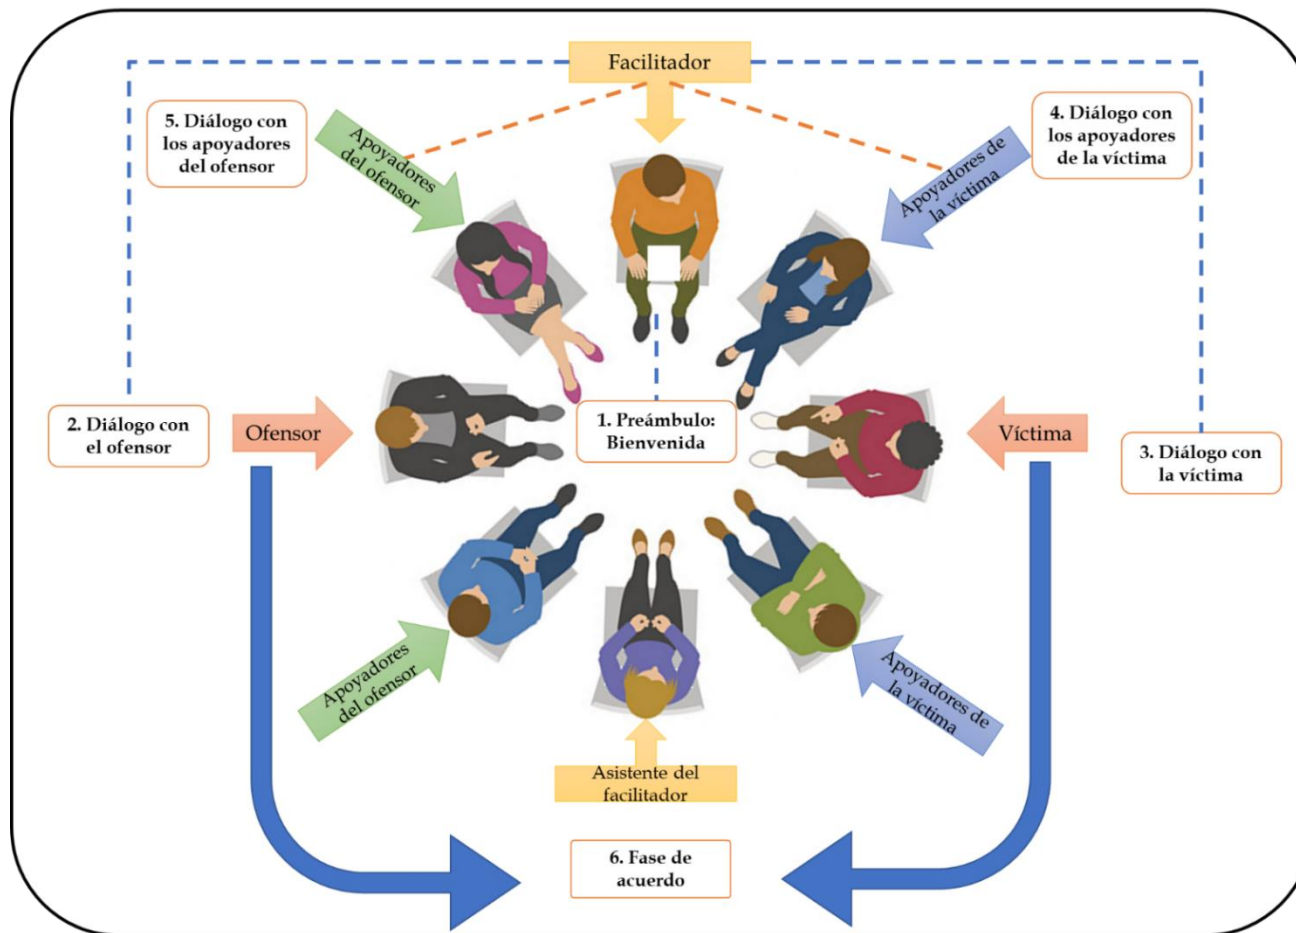 Facilitador
5. Diálogo con
los apoyadores
del ofensor
Apoyadores
del ofensor
Apoyadores de
la víctima
4. Diálogo con
los apoyadores
de la víctima
2. Diálogo con
el ofensor
Ofensor
1. Preámbulo:
Bienvenida
Víctima
3. Diálogo con
la víctima
Apoyadores
del ofensor
Apoyadores de
la víctima
Asistente del
facilitador
6. Fase de
acuerdo